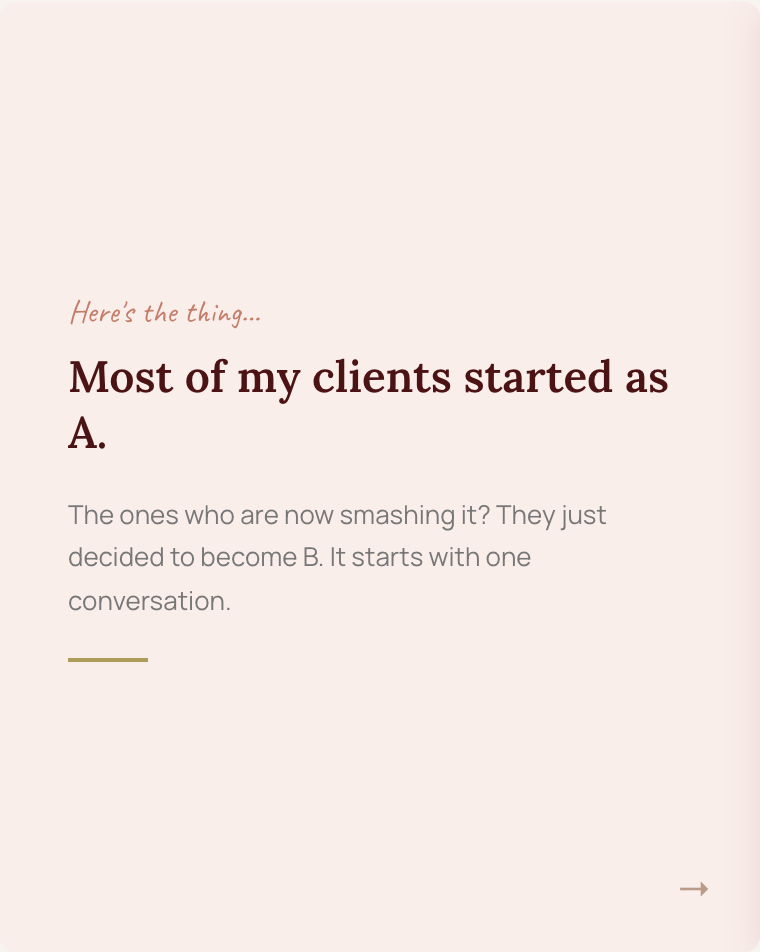 Here's the thing...
Most of my clients started as
A.
The ones who are now smashing it? They just
decided to become B. It starts with one
conversation.